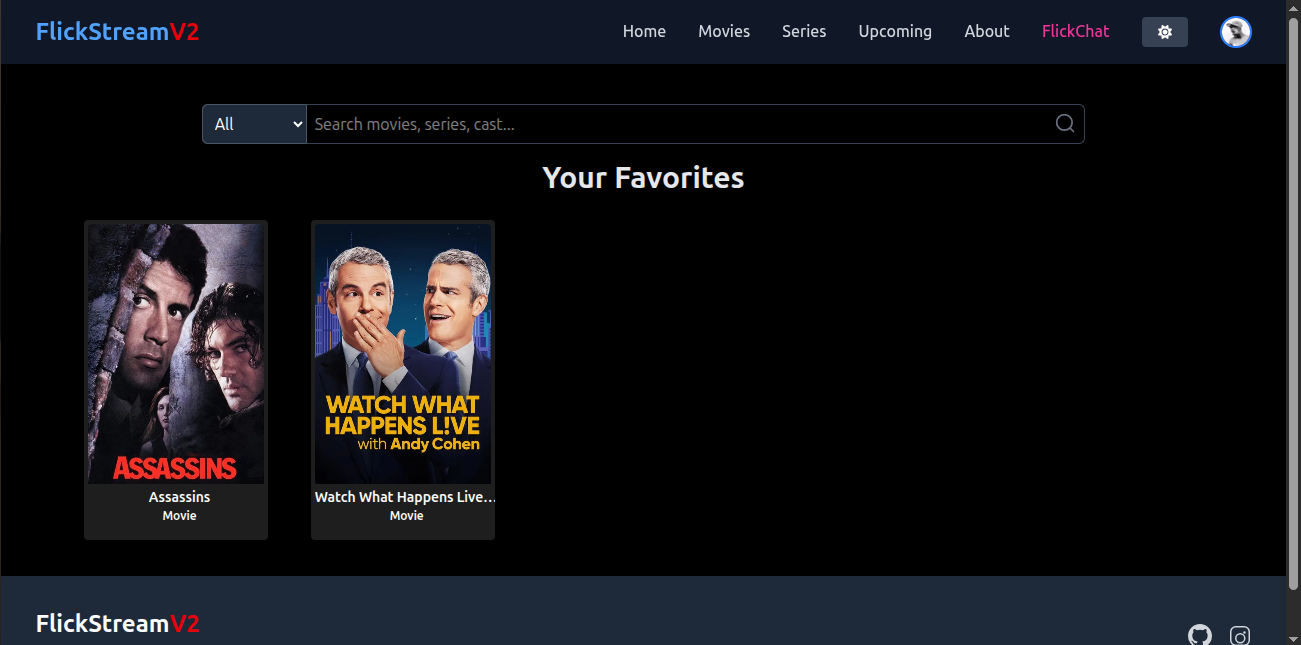 FlickStreamV2
Home Movies Series Upcoming About FlickChat
All
Search movies, series, cast...
Your Favorites
ASSASSINS
Assassins
Movie
WATCH WHAT
HAPPENS L!VE
with Andy Cohen
Watch What Happens Live...
Movie
FlickStreamV2